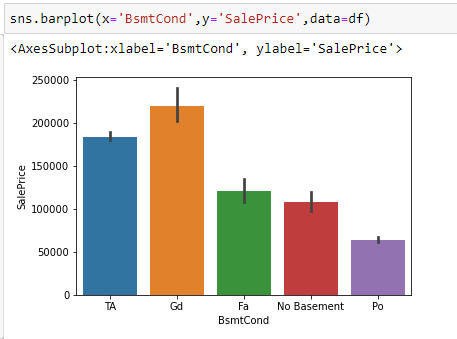 sns.barplot(x='BsmtCond',y='SalePrice',data=df)
<AxesSubplot:xlabel='BsmtCond', ylabel='SalePrice'>
250000
200000
150000
100000
50000
0
SalePrice
TA Gd Fa No Basement Po
BsmtCond